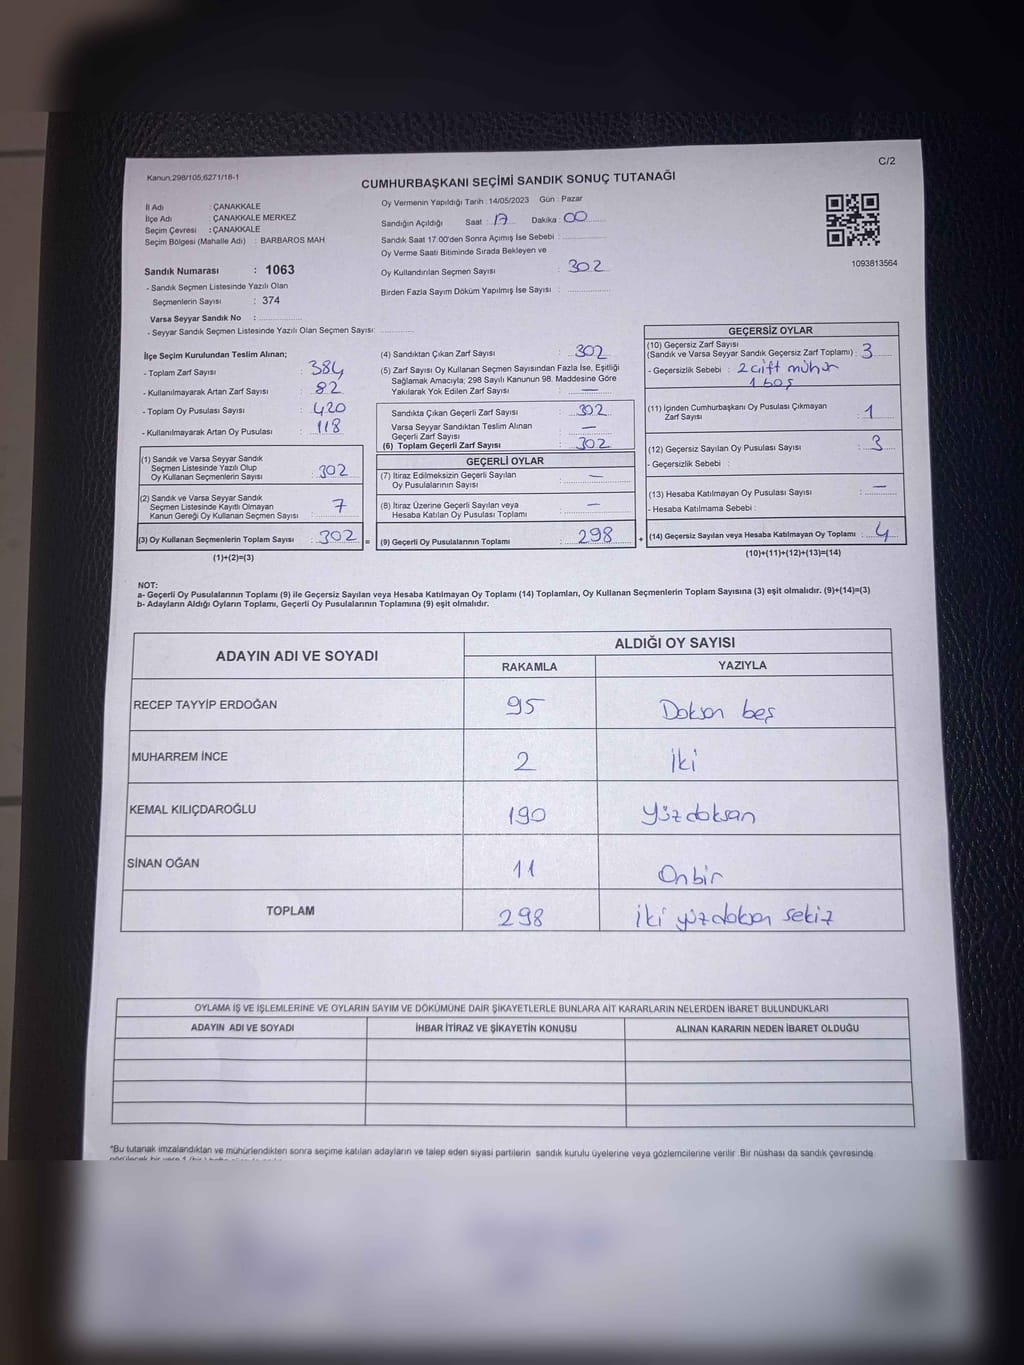 Kanun;298/105,6271/18-1
C/2
CUMHURBAŞKANI SEÇİMİ SANDIK SONUÇ TUTANAĞI
İl Adı : ÇANAKKALE
İlçe Adı : ÇANAKKALE MERKEZ
Seçim Çevresi : ÇANAKKALE
Seçim Bölgesi (Mahalle Adı) : BARBAROS MAH
Oy Vermenin Yapıldığı Tarih : 14/05/2023 Gün : Pazar
Sandığın Açıldığı Saat : 17 Dakika : 00
Sandık Saat 17.00'den Sonra Açımış İse Sebebi :
Oy Verme Saati Bitiminde Sırada Bekleyen ve
Oy Kullandırılan Seçmen Sayısı : 302
Birden Fazla Sayım Döküm Yapılmış İse Sayısı :
1093813564
Sandık Numarası : 1063
- Sandık Seçmen Listesinde Yazılı Olan
Seçmenlerin Sayısı : 374
Varsa Seyyar Sandık No :
- Seyyar Sandık Seçmen Listesinde Yazılı Olan Seçmen Sayısı:
İlçe Seçim Kurulundan Teslim Alınan;
- Toplam Zarf Sayısı : 384
- Kullanılmayarak Artan Zarf Sayısı : 82
- Toplam Oy Pusulası Sayısı : 420
- Kullanılmayarak Artan Oy Pusulası : 118
(1) Sandık ve Varsa Seyyar Sandık
Seçmen Listesinde Yazılı Olup
Oy Kullanan Seçmenlerin Sayısı : 302
(2) Sandık ve Varsa Seyyar Sandık
Seçmen Listesinde Kayıtlı Olmayan
Kanun Gereği Oy Kullanan Seçmen Sayısı : 7
(3) Oy Kullanan Seçmenlerin Toplam Sayısı : 302 =
(1)+(2)=(3)
(4) Sandıktan Çıkan Zarf Sayısı : 302
(5) Zarf Sayısı Oy Kullanan Seçmen Sayısından Fazla İse, Eşitliği
Sağlamak Amacıyla; 298 Sayılı Kanunun 98. Maddesine Göre
Yakılarak Yok Edilen Zarf Sayısı : —
Sandıkta Çıkan Geçerli Zarf Sayısı : 302
Varsa Seyyar Sandıktan Teslim Alınan
Geçerli Zarf Sayısı : —
(6) Toplam Geçerli Zarf Sayısı : 302
GEÇERLİ OYLAR
(7) İtiraz Edilmeksizin Geçerli Sayılan
Oy Pusulalarının Sayısı : —
(8) İtiraz Üzerine Geçerli Sayılan veya
Hesaba Katılan Oy Pusulası Toplamı : —
(9) Geçerli Oy Pusulalarının Toplamı : 298 +
GEÇERSİZ OYLAR
(10) Geçersiz Zarf Sayısı
(Sandık ve Varsa Seyyar Sandık Geçersiz Zarf Toplamı) : 3
- Geçersizlik Sebebi : 2 çift mühür
1 boş
(11) İçinden Cumhurbaşkanı Oy Pusulası Çıkmayan
Zarf Sayısı : 1
(12) Geçersiz Sayılan Oy Pusulası Sayısı : 3
- Geçersizlik Sebebi :
(13) Hesaba Katılmayan Oy Pusulası Sayısı : —
- Hesaba Katılmama Sebebi :
(14) Geçersiz Sayılan veya Hesaba Katılmayan Oy Toplamı : 4
(10)+(11)+(12)+(13)=(14)
NOT:
a- Geçerli Oy Pusulalarının Toplamı (9) ile Geçersiz Sayılan veya Hesaba Katılmayan Oy Toplamı (14) Toplamları, Oy Kullanan Seçmenlerin Toplam Sayısına (3) eşit olmalıdır. (9)+(14)=(3)
b- Adayların Aldığı Oyların Toplamı, Geçerli Oy Pusulalarının Toplamına (9) eşit olmalıdır.
ADAYIN ADI VE SOYADI
ALDIĞI OY SAYISI
RAKAMLA YAZIYLA
RECEP TAYYİP ERDOĞAN 95 Doksan beş
MUHARREM İNCE 2 İki
KEMAL KILIÇDAROĞLU 190 Yüzdoksan
SİNAN OĞAN 11 Onbir
TOPLAM 298 İki yüzdoksan sekiz
OYLAMA İŞ VE İŞLEMLERİNE VE OYLARIN SAYIM VE DÖKÜMÜNE DAİR ŞİKAYETLERLE BUNLARA AİT KARARLARIN NELERDEN İBARET BULUNDUKLARI
ADAYIN ADI VE SOYADI İHBAR İTİRAZ VE ŞİKAYETİN KONUSU ALINAN KARARIN NEDEN İBARET OLDUĞU
*Bu tutanak imzalandıktan ve mühürlendikten sonra seçime katılan adayların ve talep eden siyasi partilerin sandık kurulu üyelerine veya gözlemcilerine verilir. Bir nüshası da sandık çevresinde